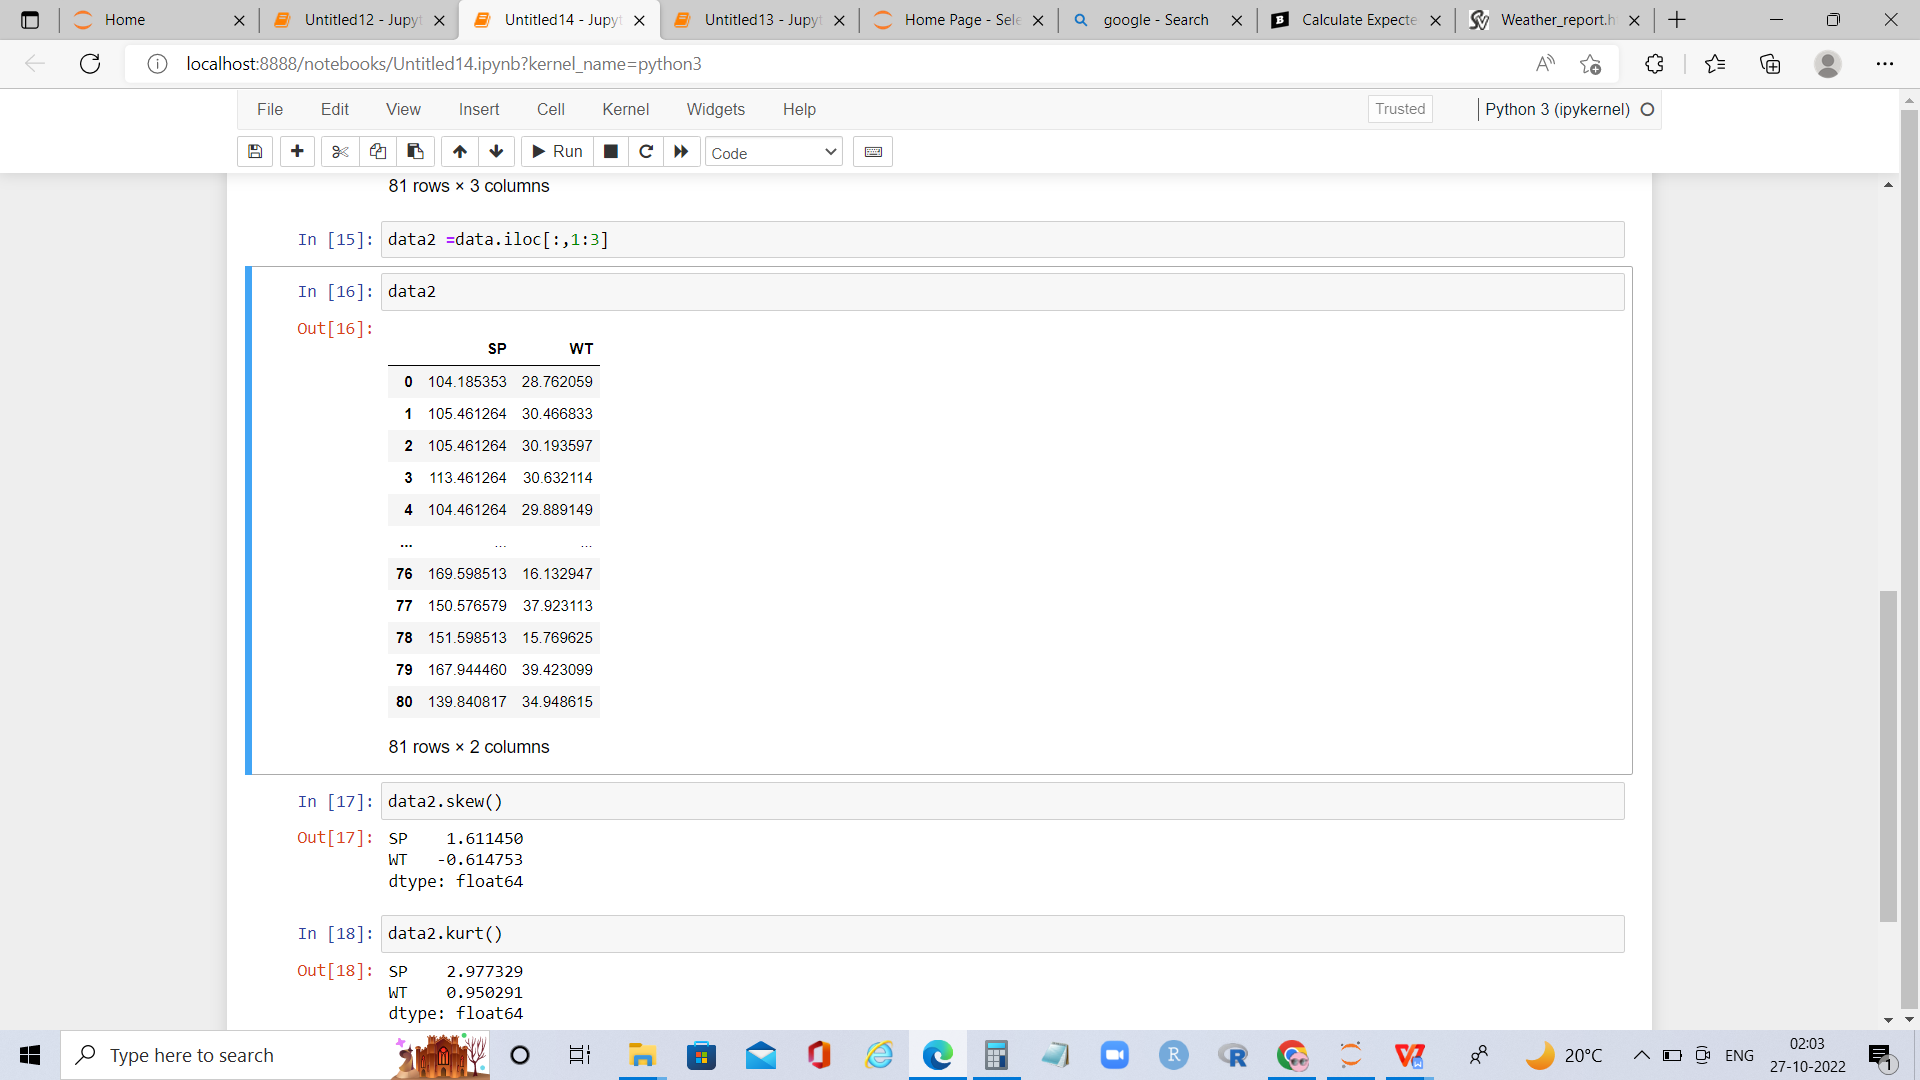 Home
Untitled12 - Jupyt
Untitled14 - Jupyt
Untitled13 - Jupyt
Home Page - Sele
google - Search
Calculate Expecte
Weather_report.h
localhost:8888/notebooks/Untitled14.ipynb?kernel_name=python3
File Edit View Insert Cell Kernel Widgets Help
Trusted
Python 3 (ipykernel)
Run
Code
81 rows × 3 columns
In [15]: data2 =data.iloc[:,1:3]
In [16]: data2
Out[16]:
SP WT
0 104.185353 28.762059
1 105.461264 30.466833
2 105.461264 30.193597
3 113.461264 30.632114
4 104.461264 29.889149
... ... ...
76 169.598513 16.132947
77 150.576579 37.923113
78 151.598513 15.769625
79 167.944460 39.423099
80 139.840817 34.948615
81 rows × 2 columns
In [17]: data2.skew()
Out[17]: SP 1.611450
WT -0.614753
dtype: float64
In [18]: data2.kurt()
Out[18]: SP 2.977329
WT 0.950291
dtype: float64
Type here to search
20°C
ENG
02:03
27-10-2022
1